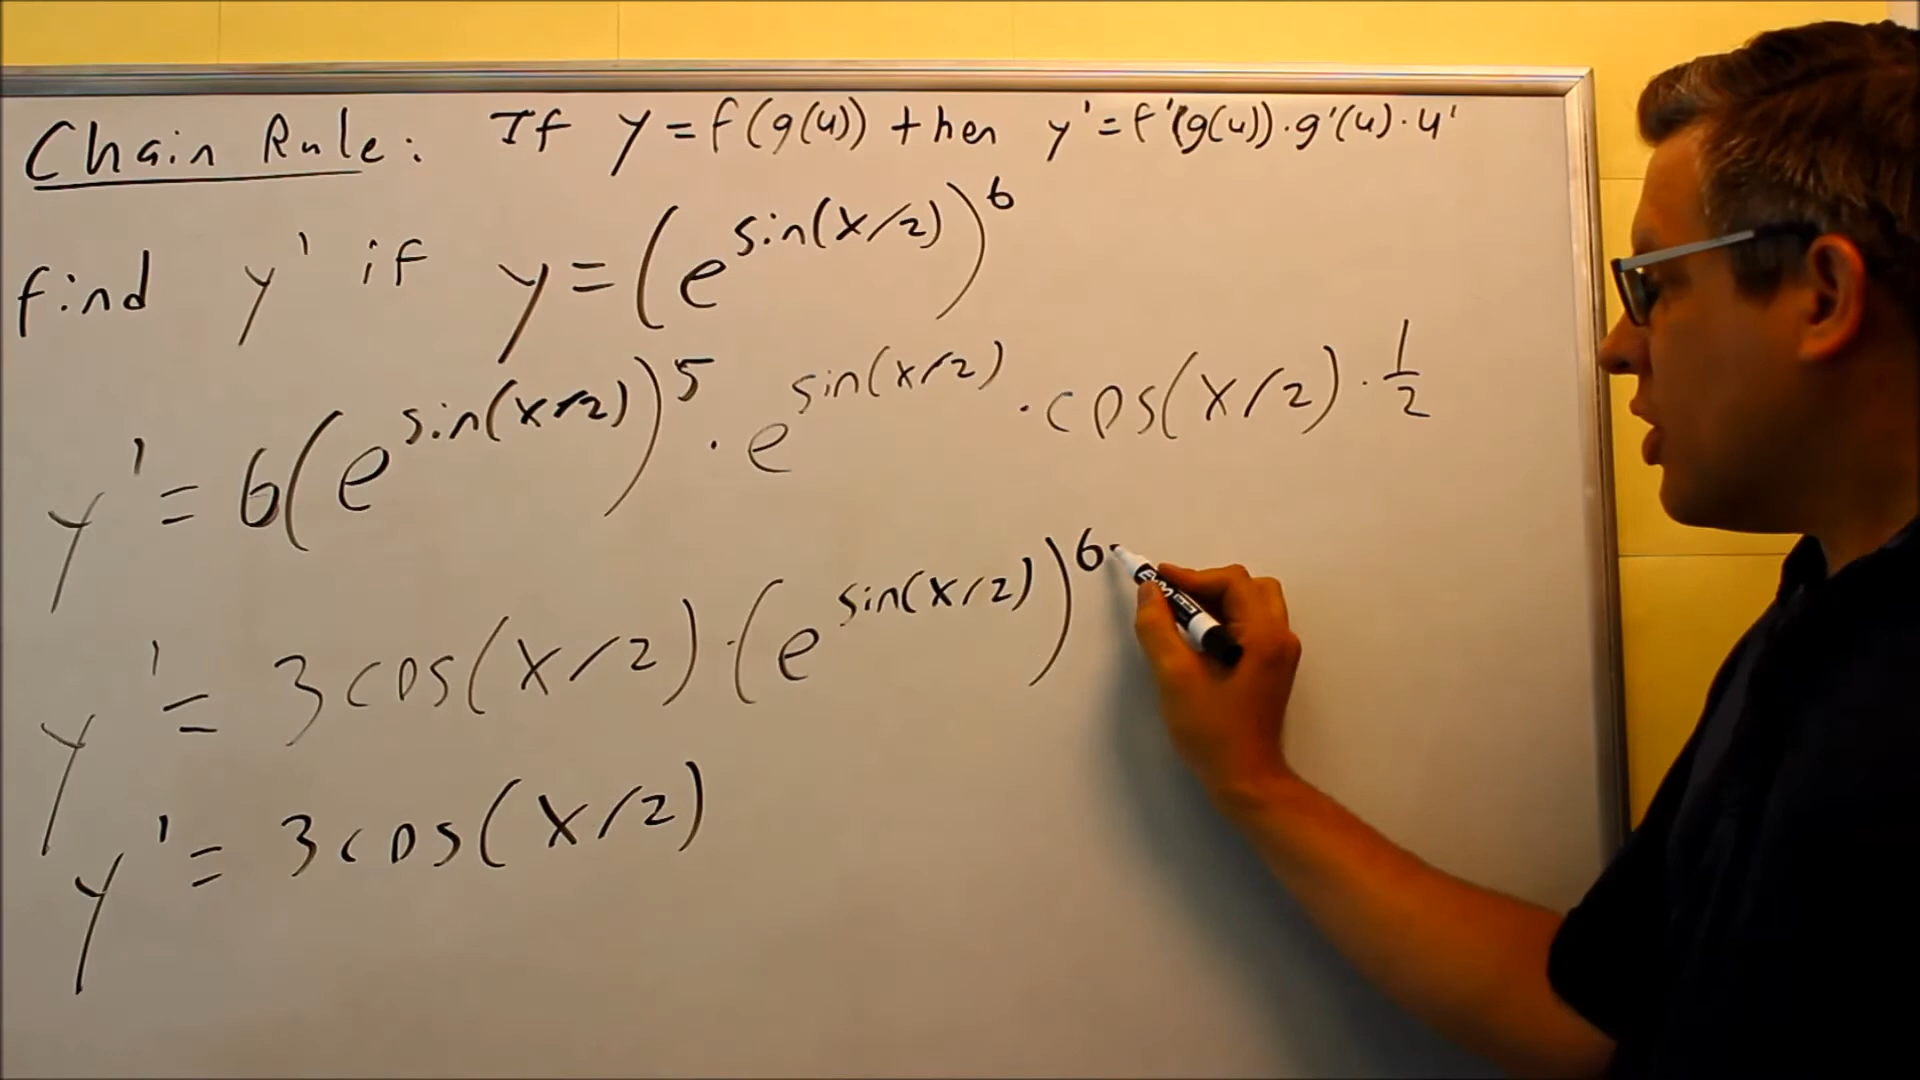 Chain Rule: If y = f(g(u)) then y' = f'(g(u)) · g'(u) · u'
find y' if y = (e^sin(x/2))^6
y' = 6(e^sin(x/2))^5 · e^sin(x/2) · cos(x/2) · 1/2
y' = 3cos(x/2) · (e^sin(x/2))^6
y' = 3cos(x/2)